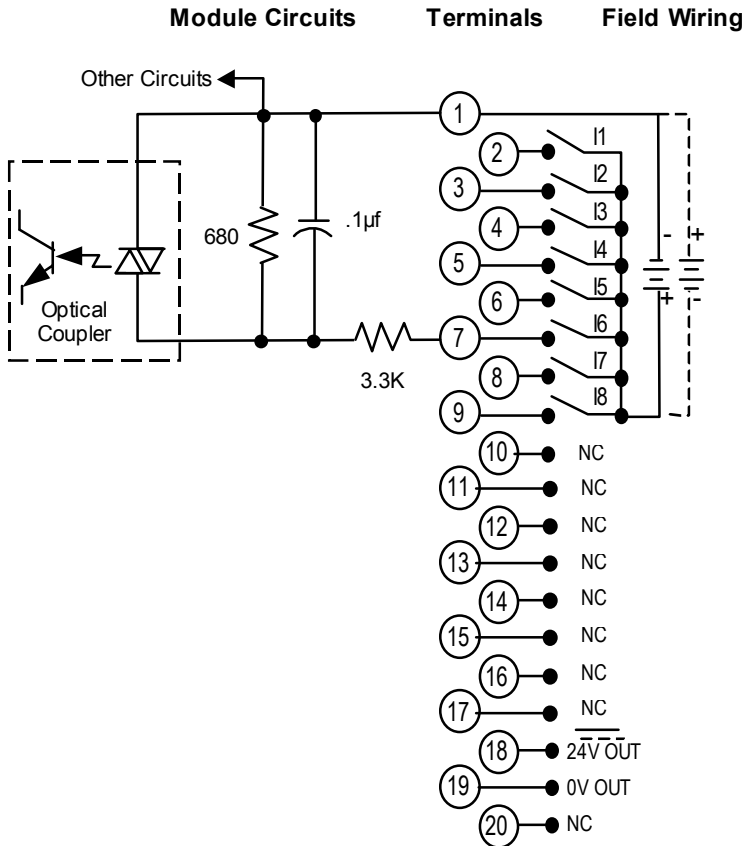 Module Circuits Terminals Field Wiring
Other Circuits
1
2 I1
3 I2
4 I3
680 .1µf
5 I4
- +
6 I5
+ -
Optical
Coupler
7 I6
3.3K
8 I7
9 I8
10 NC
11 NC
12 NC
13 NC
14 NC
15 NC
16 NC
17 NC
18 24V OUT
19 0V OUT
20 NC